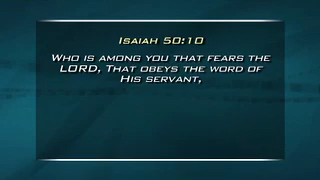 Isaiah 50:10
Who is among you that fears the
LORD, That obeys the word of
His servant,